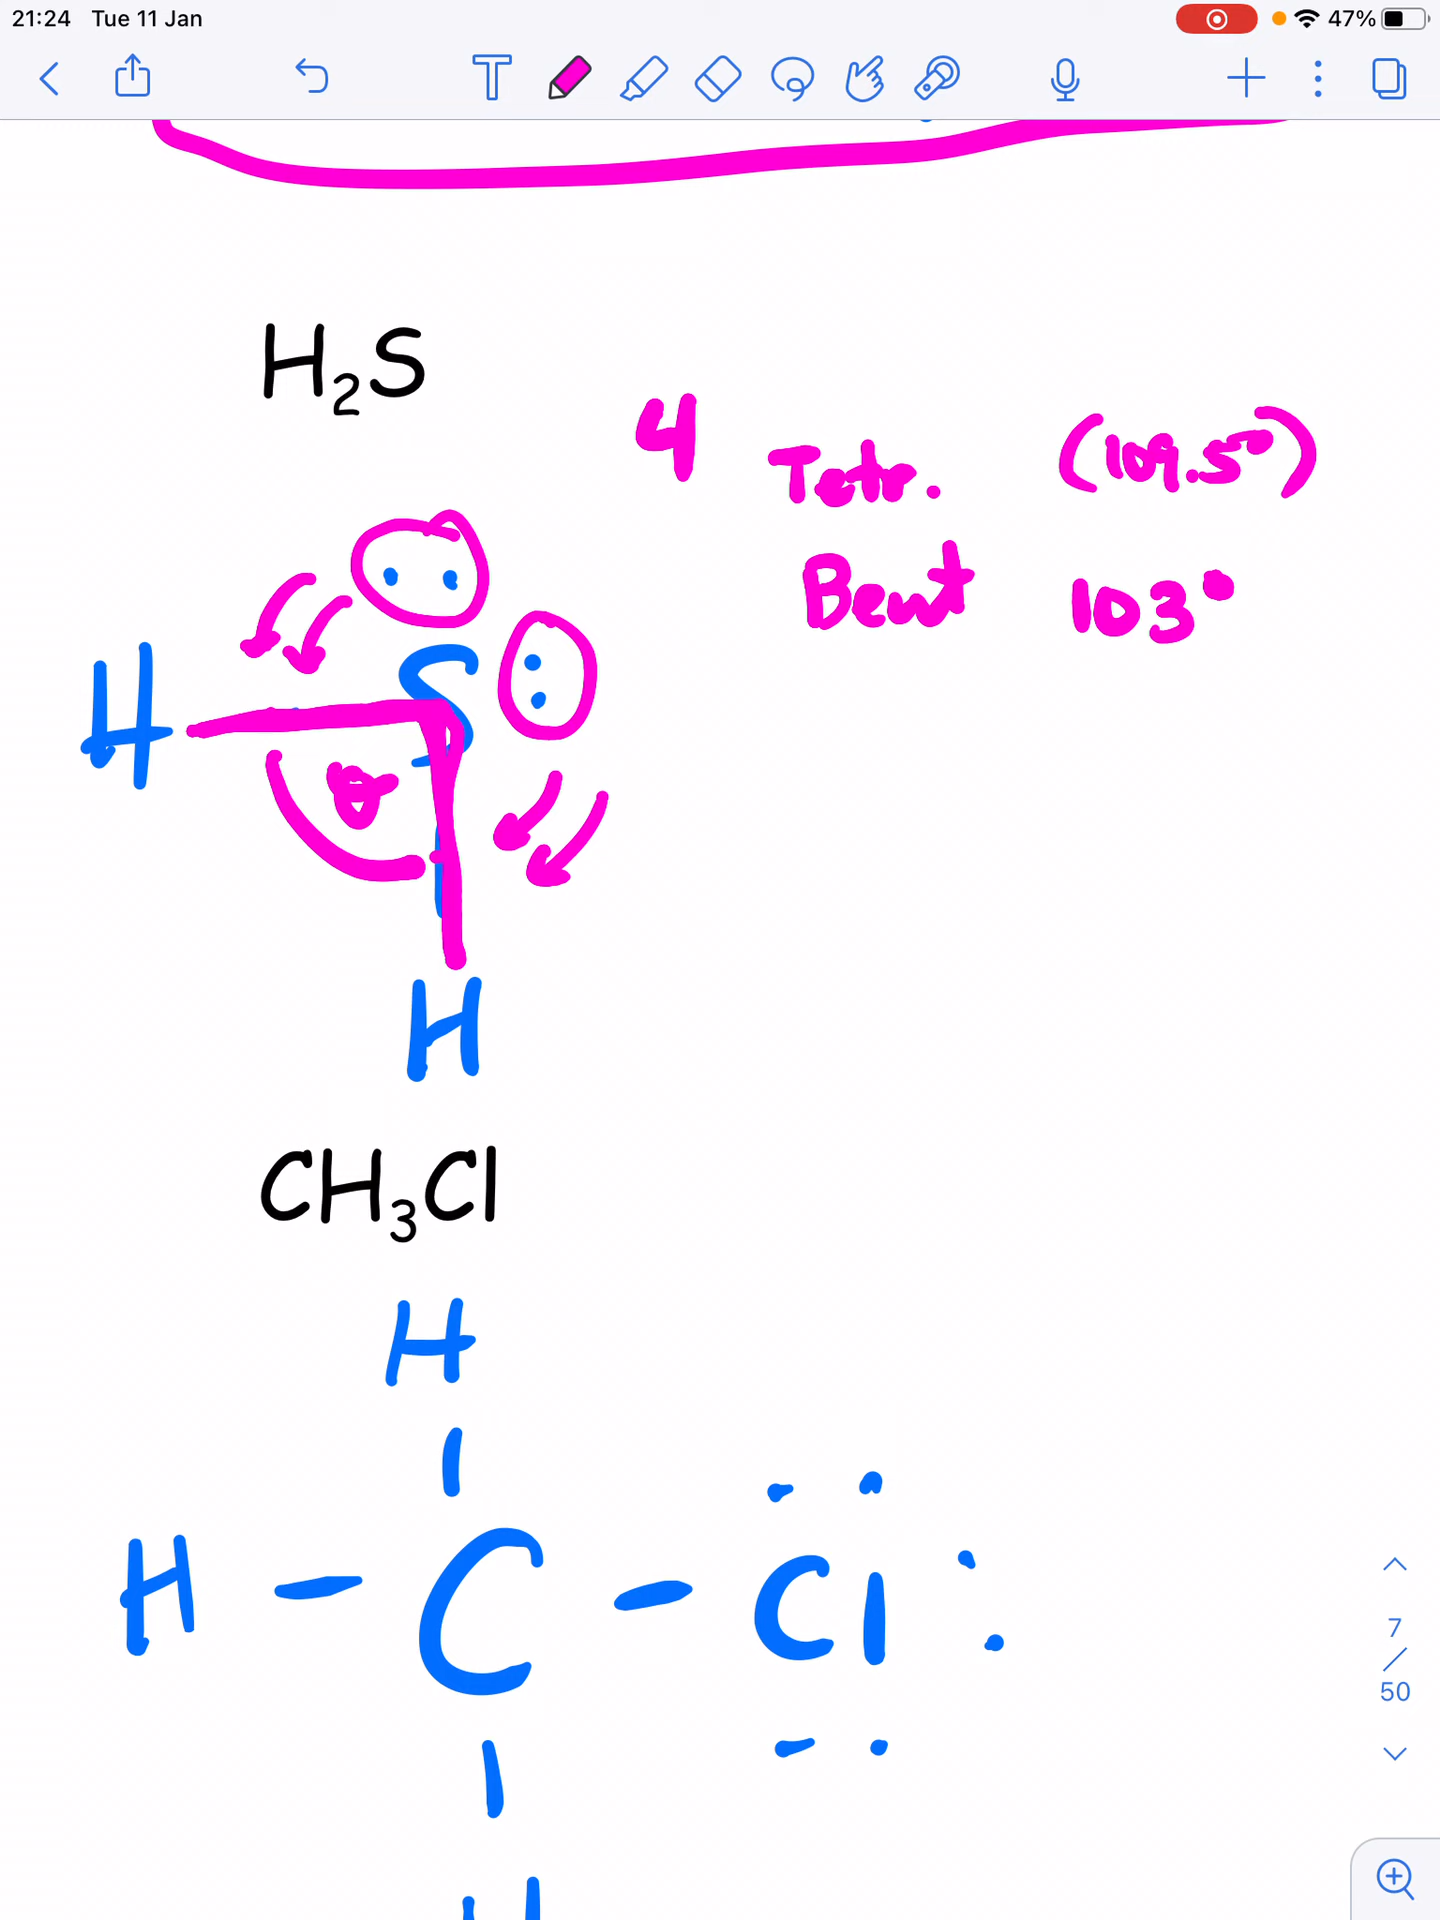 21:24 Tue 11 Jan 47%
H₂S
4 Tetr. (109.5°)
Bent 103°
H S
H
CH₃Cl
H
H - C - Cl
H
7
/
50